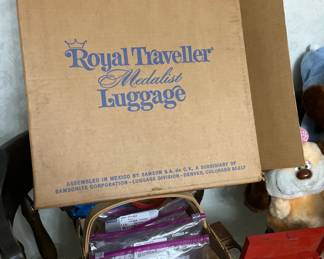 Royal Traveller
Medalist
Luggage
ASSEMBLED IN MEXICO BY SAMSON S.A. de C.V., A SUBSIDIARY OF
SAMSONITE CORPORATION - LUGGAGE DIVISION - DENVER, COLORADO 80217